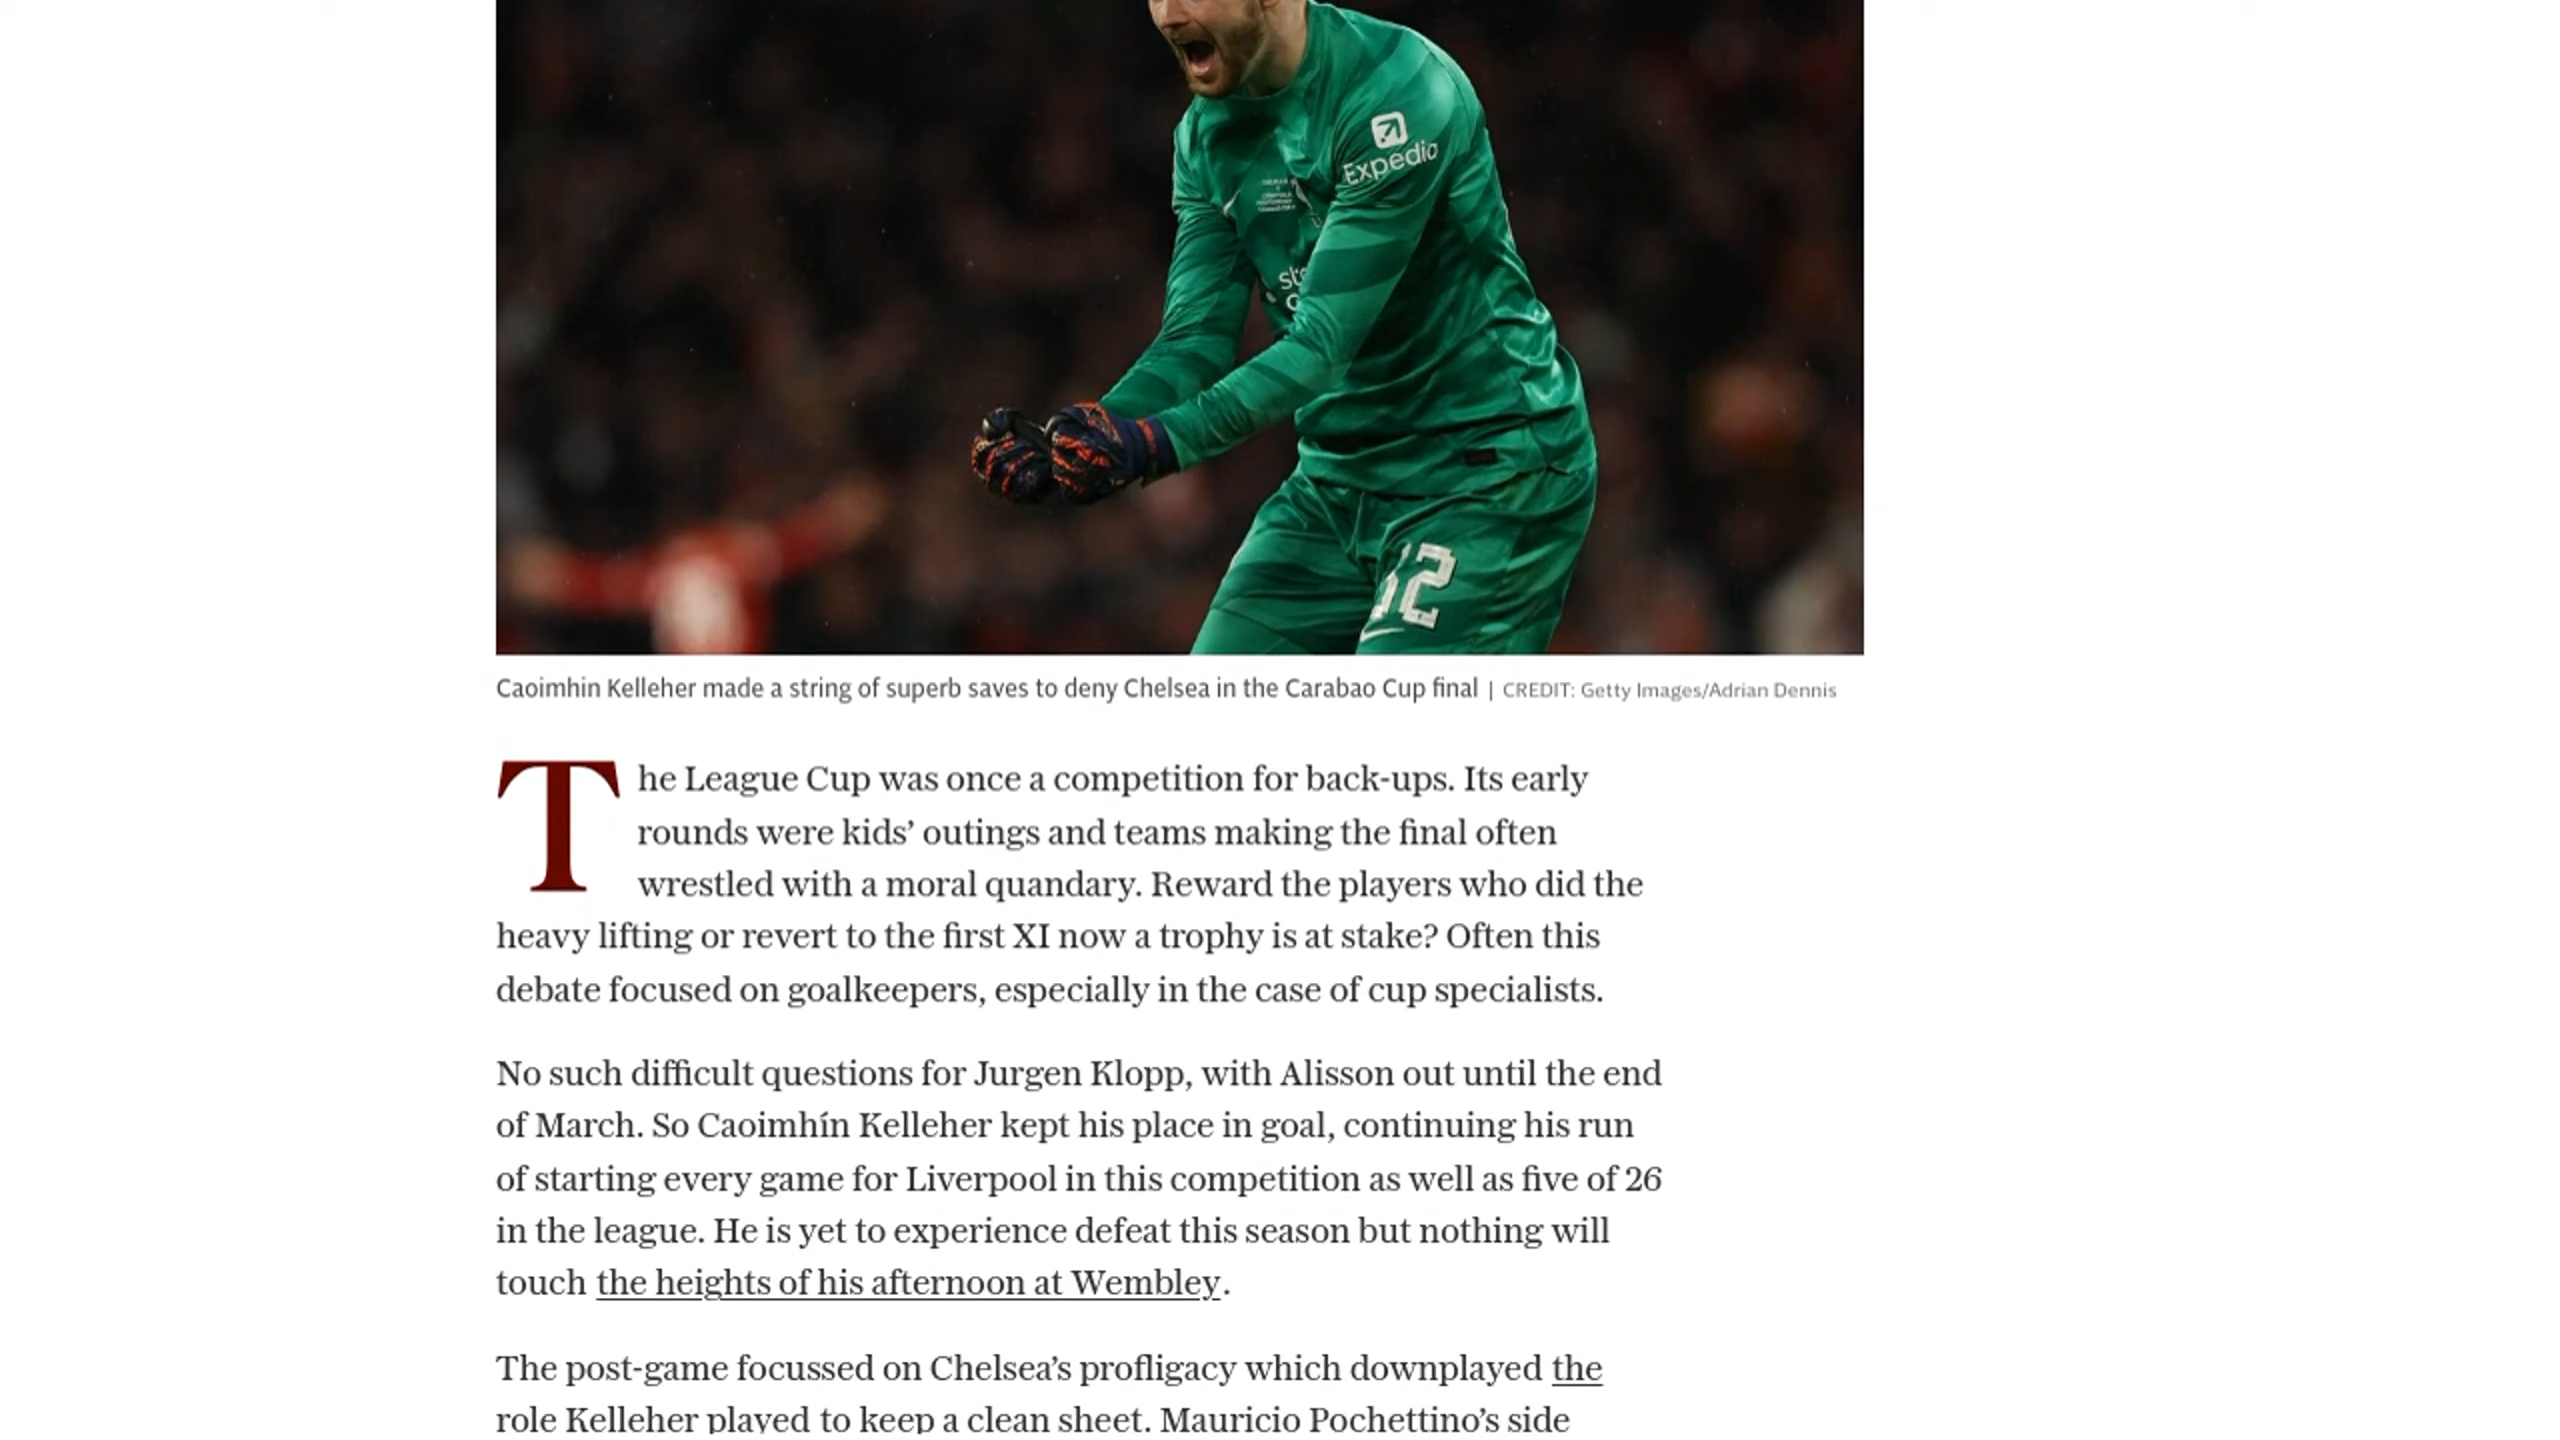 Expedia
62
Caoimhin Kelleher made a string of superb saves to deny Chelsea in the Carabao Cup final | CREDIT: Getty Images/Adrian Dennis
The League Cup was once a competition for back-ups. Its early
rounds were kids’ outings and teams making the final often
wrestled with a moral quandary. Reward the players who did the
heavy lifting or revert to the first XI now a trophy is at stake? Often this
debate focused on goalkeepers, especially in the case of cup specialists.
No such difficult questions for Jurgen Klopp, with Alisson out until the end
of March. So Caoimhín Kelleher kept his place in goal, continuing his run
of starting every game for Liverpool in this competition as well as five of 26
in the league. He is yet to experience defeat this season but nothing will
touch the heights of his afternoon at Wembley.
The post-game focussed on Chelsea’s profligacy which downplayed the
role Kelleher played to keep a clean sheet. Mauricio Pochettino’s side